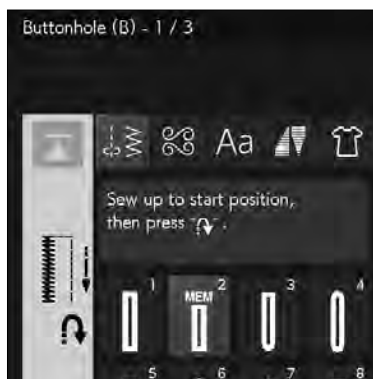 Buttonhole (B) - 1 / 3
Aa
Sew up to start position,
then press " ".
1 MEM 2 3 4
5 6 7 8